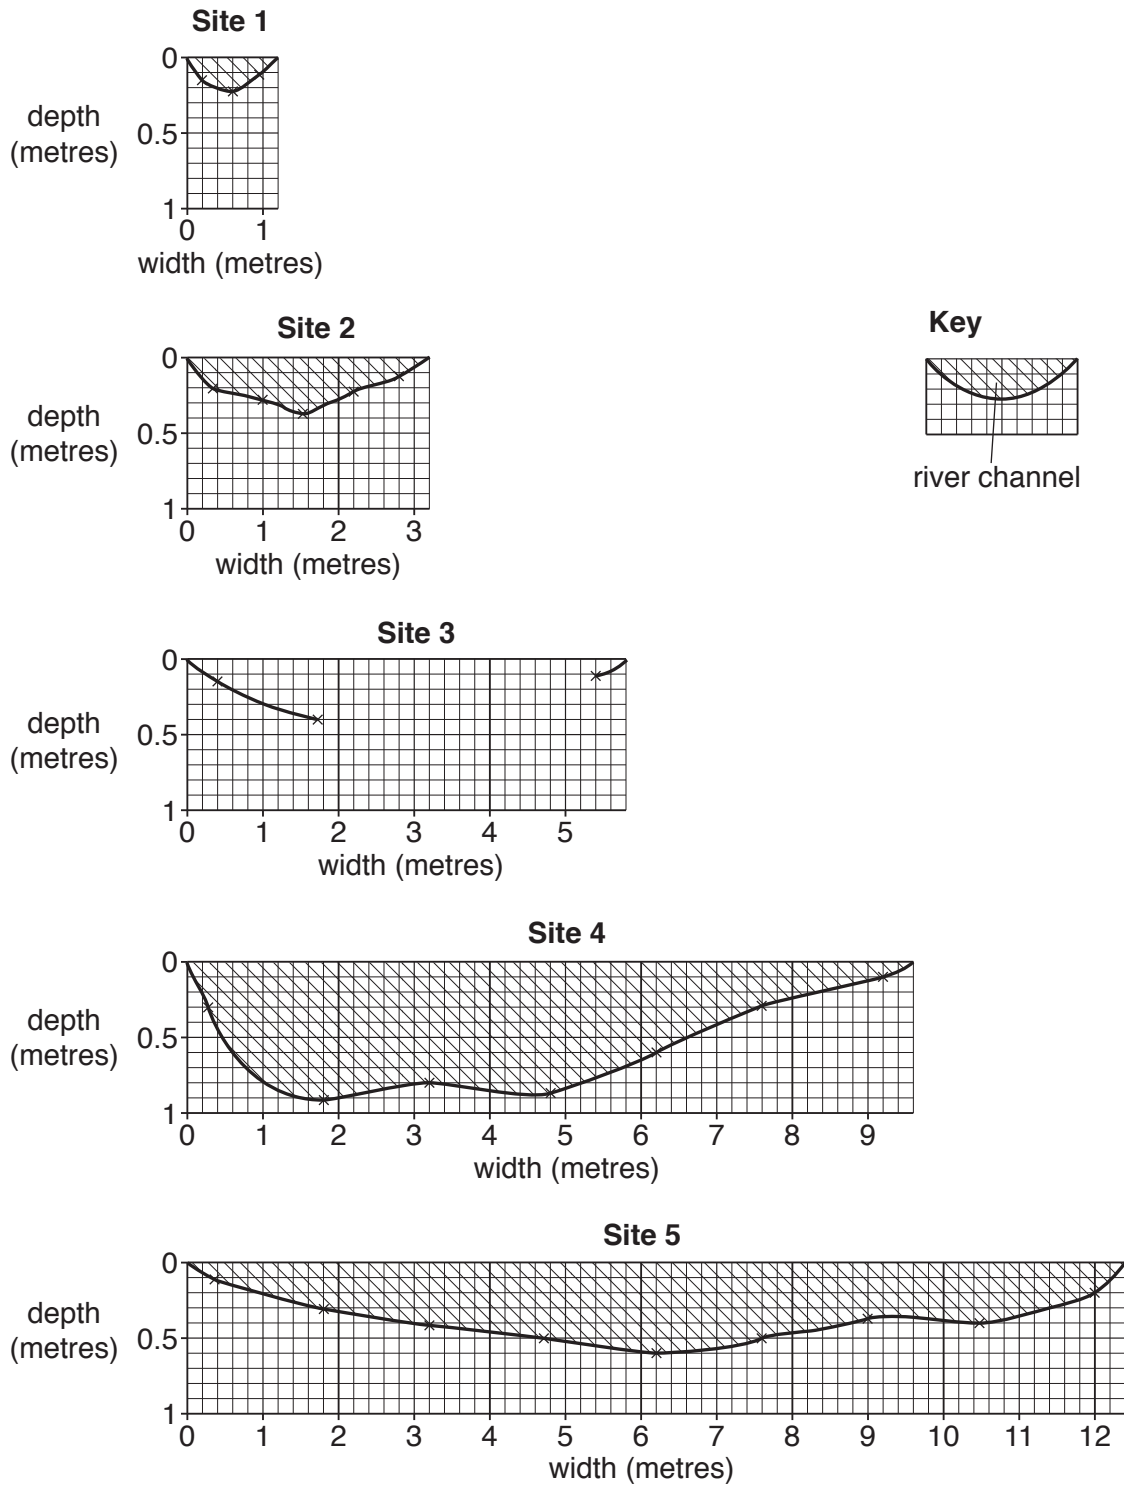 Site 1
0
depth
(metres)
0.5
1
0 1
width (metres)
Site 2
0
depth
(metres)
0.5
1
0 1 2 3
width (metres)
Key
river channel
Site 3
0
depth
(metres)
0.5
1
0 1 2 3 4 5
width (metres)
Site 4
0
depth
(metres)
0.5
1
0 1 2 3 4 5 6 7 8 9
width (metres)
Site 5
0
depth
(metres)
0.5
1
0 1 2 3 4 5 6 7 8 9 10 11 12
width (metres)